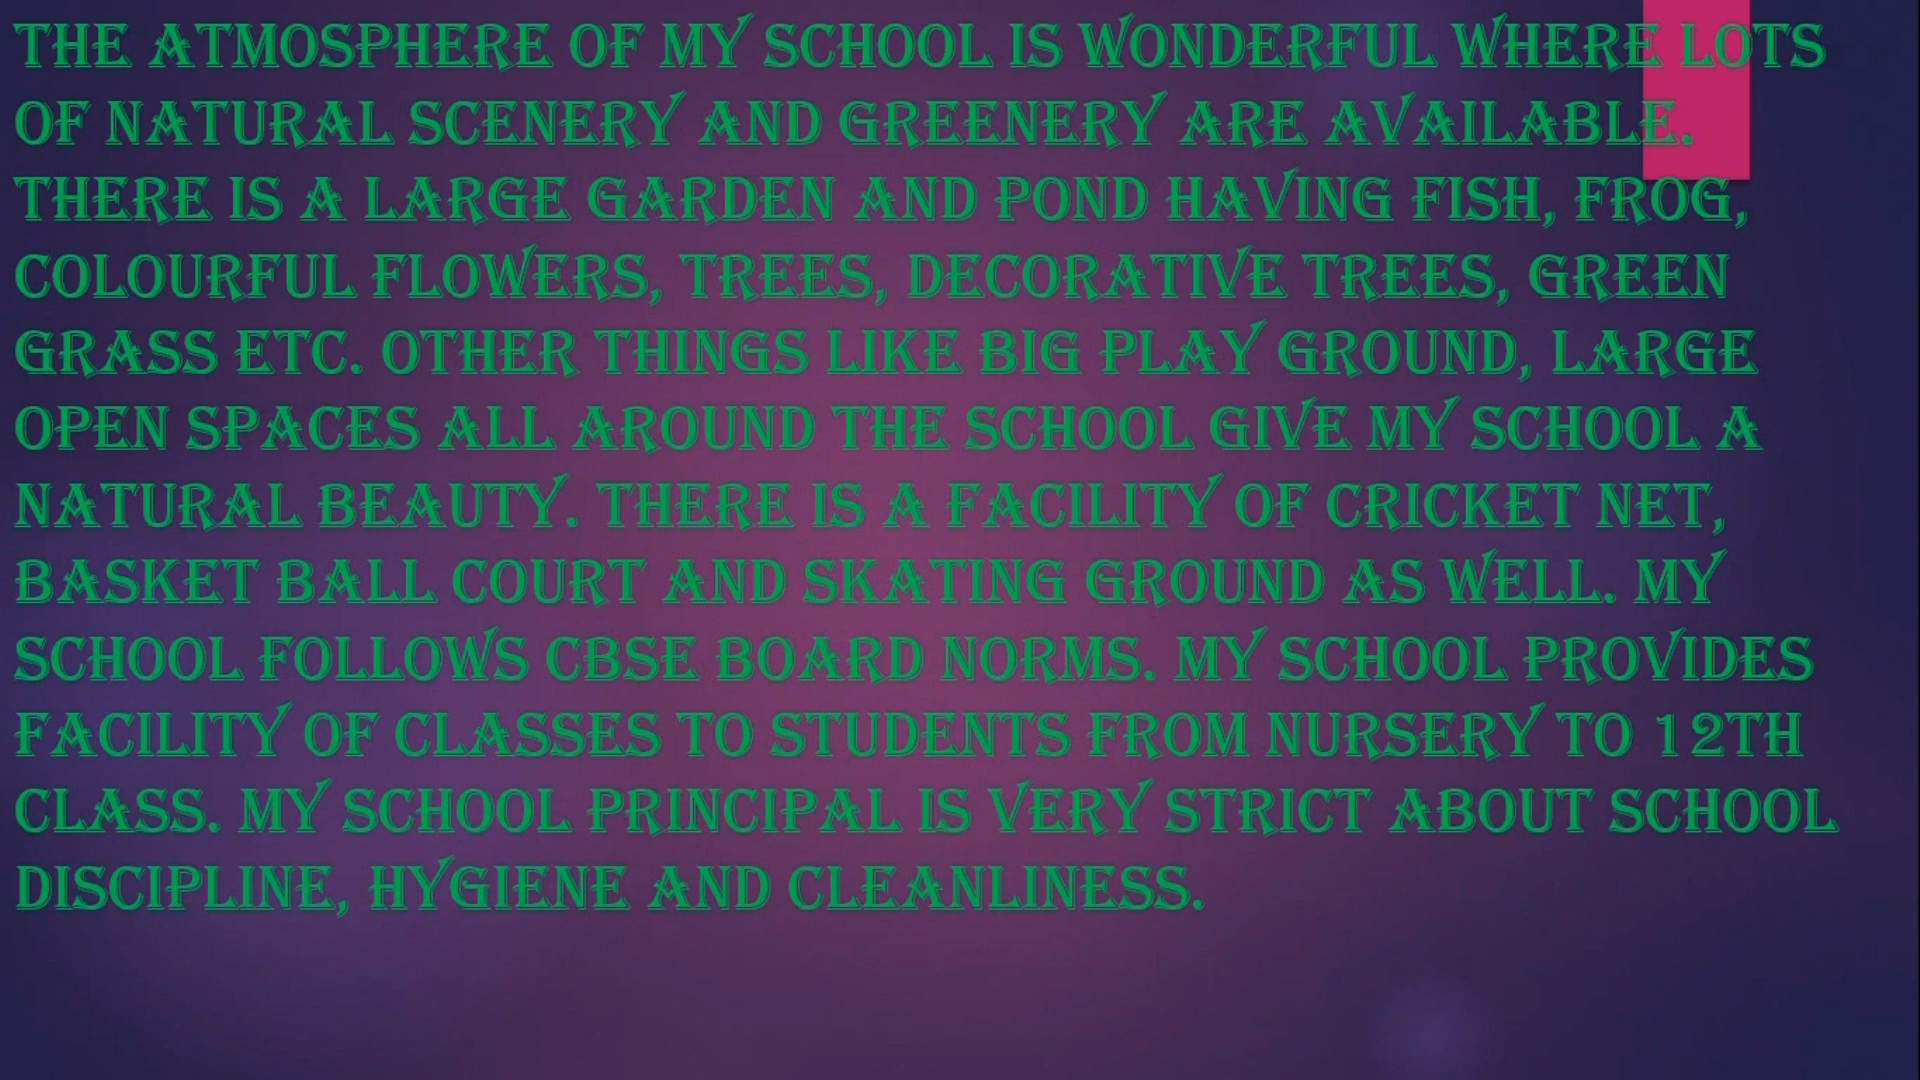 THE ATMOSPHERE OF MY SCHOOL IS WONDERFUL WHERE LOTS
OF NATURAL SCENERY AND GREENERY ARE AVAILABLE.
THERE IS A LARGE GARDEN AND POND HAVING FISH, FROG,
COLOURFUL FLOWERS, TREES, DECORATIVE TREES, GREEN
GRASS ETC. OTHER THINGS LIKE BIG PLAY GROUND, LARGE
OPEN SPACES ALL AROUND THE SCHOOL GIVE MY SCHOOL A
NATURAL BEAUTY. THERE IS A FACILITY OF CRICKET NET,
BASKET BALL COURT AND SKATING GROUND AS WELL. MY
SCHOOL FOLLOWS CBSE BOARD NORMS. MY SCHOOL PROVIDES
FACILITY OF CLASSES TO STUDENTS FROM NURSERY TO 12TH
CLASS. MY SCHOOL PRINCIPAL IS VERY STRICT ABOUT SCHOOL
DISCIPLINE, HYGIENE AND CLEANLINESS.